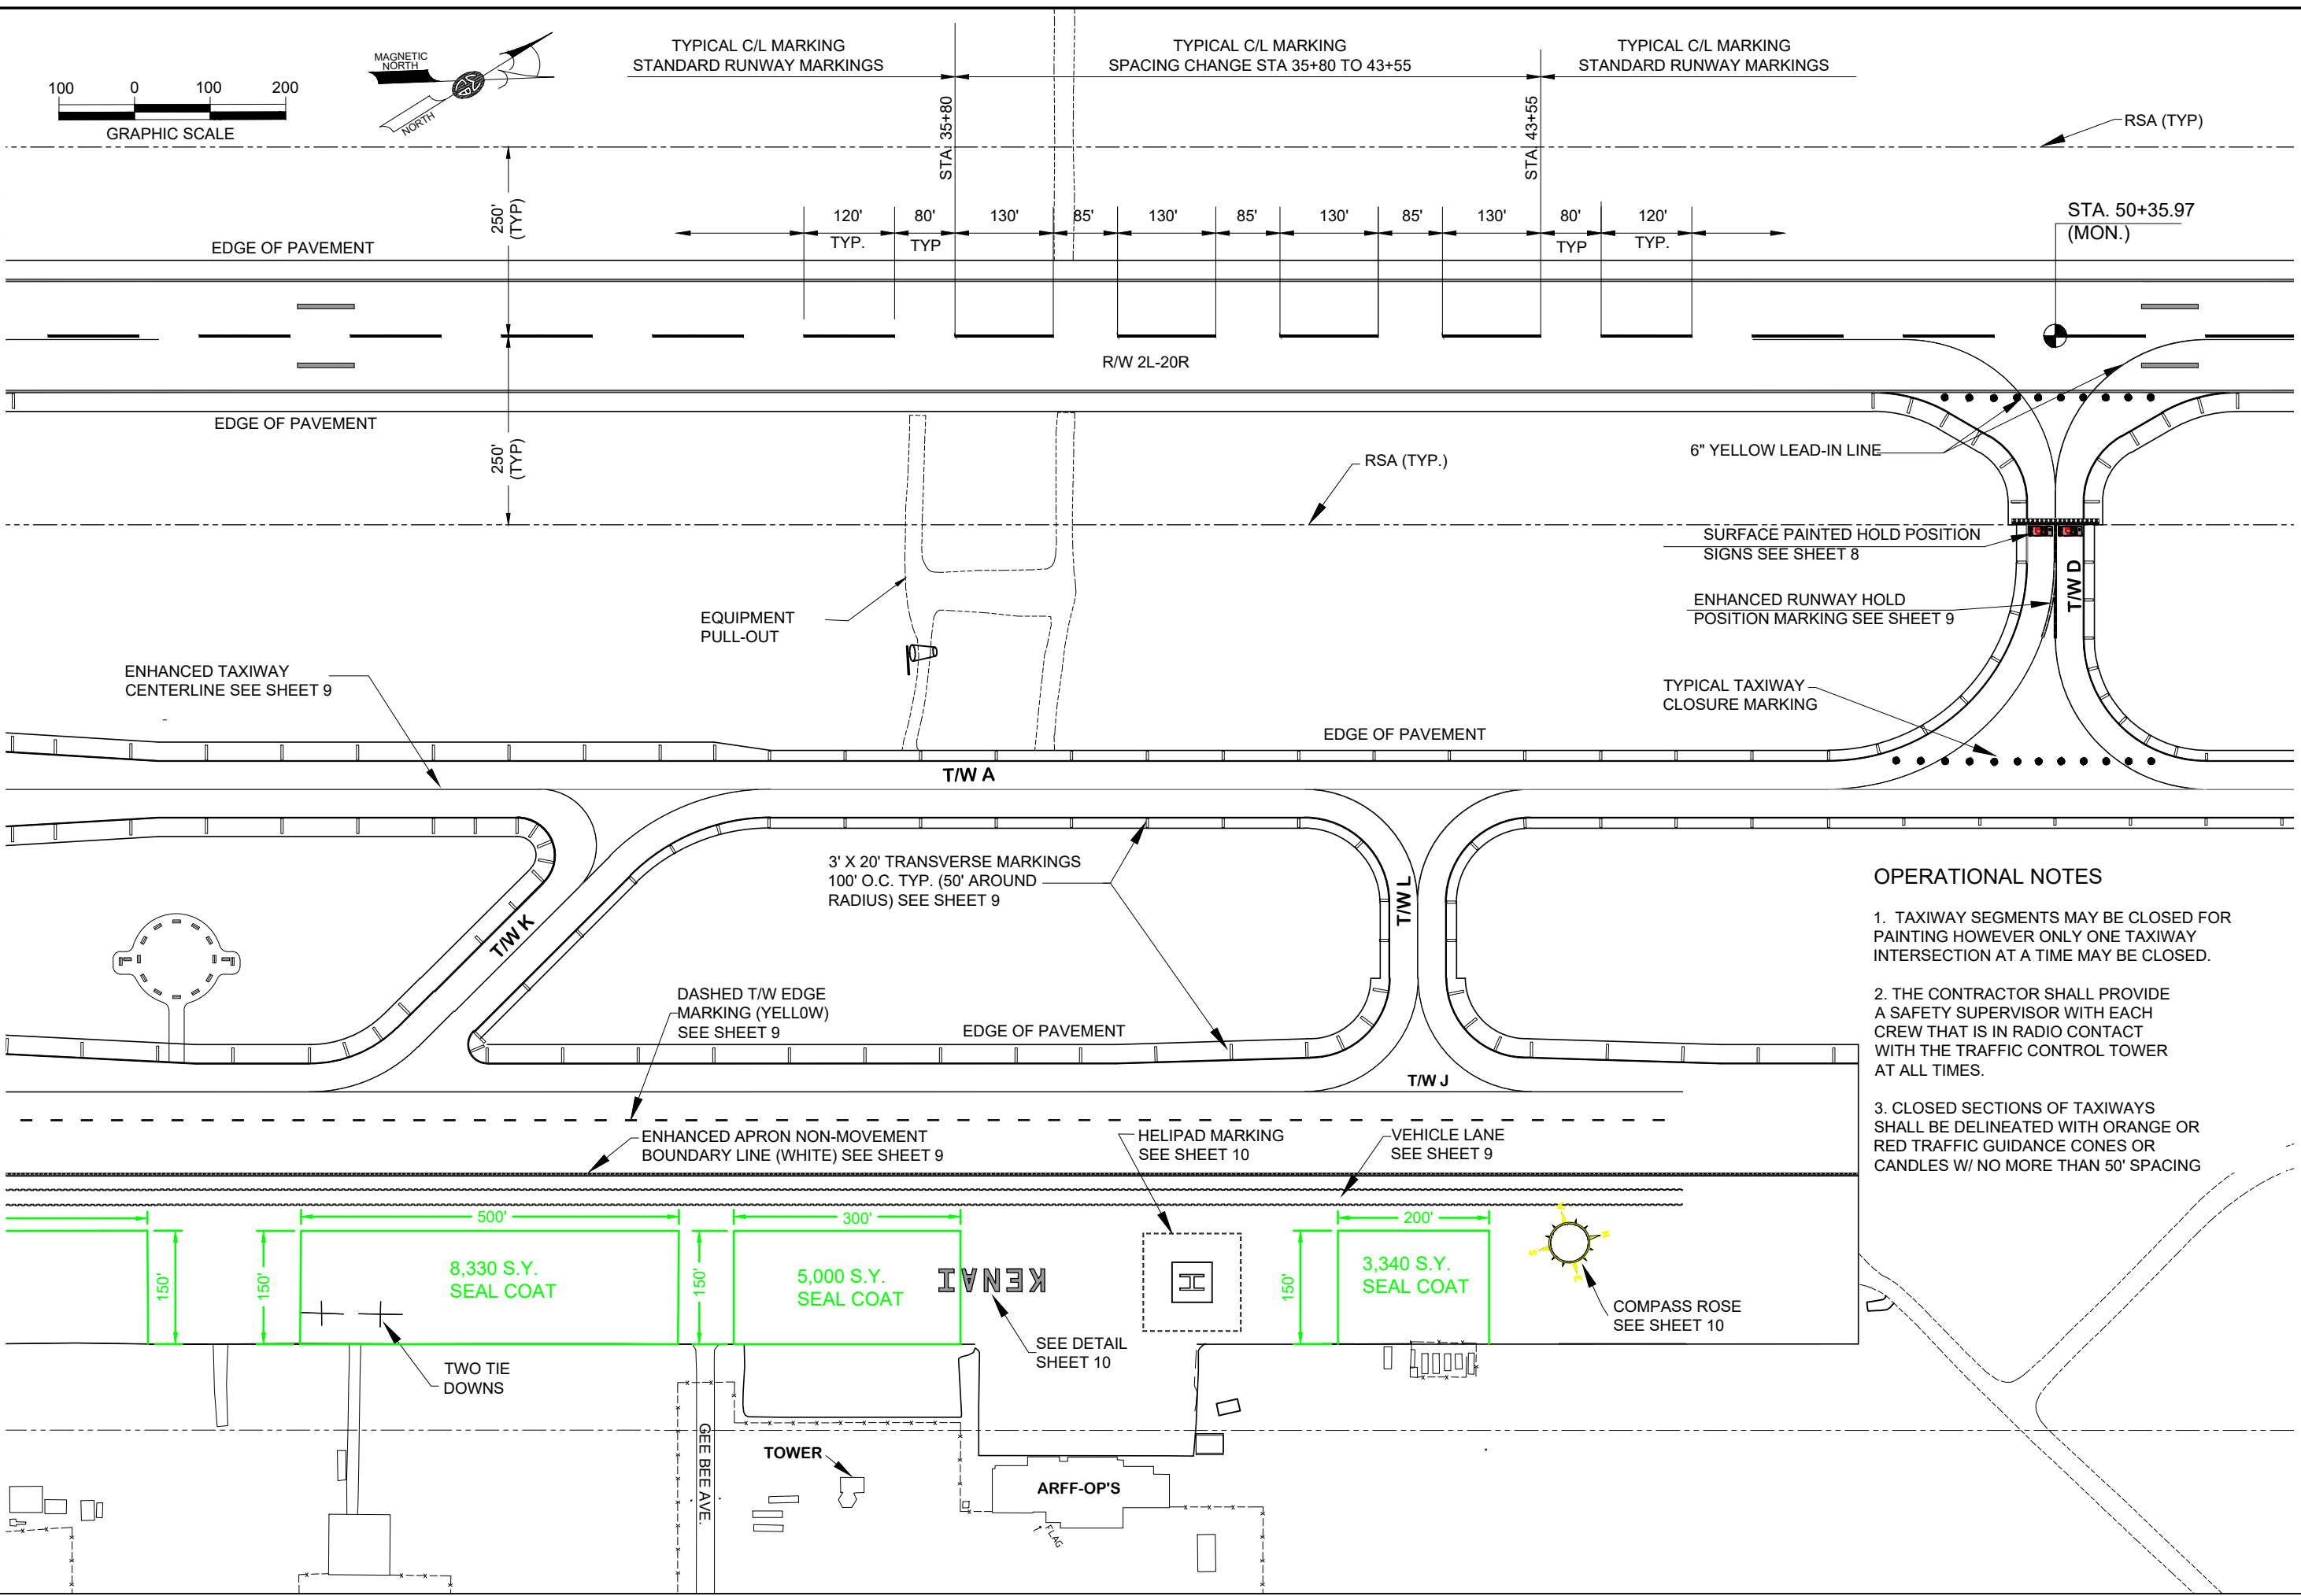 TYPICAL C/L MARKING
STANDARD RUNWAY MARKINGS
TYPICAL C/L MARKING
SPACING CHANGE STA 35+80 TO 43+55
TYPICAL C/L MARKING
STANDARD RUNWAY MARKINGS
100 0 100 200
GRAPHIC SCALE
MAGNETIC
NORTH
NORTH
STA. 35+80
STA. 43+55
RSA (TYP)
250'
(TYP)
120'
TYP.
80'
TYP
130'
85'
130'
85'
130'
85'
130'
80'
TYP
120'
TYP.
STA. 50+35.97
(MON.)
EDGE OF PAVEMENT
R/W 2L-20R
EDGE OF PAVEMENT
250'
(TYP)
RSA (TYP.)
6" YELLOW LEAD-IN LINE
SURFACE PAINTED HOLD POSITION
SIGNS SEE SHEET 8
T/W D
ENHANCED RUNWAY HOLD
POSITION MARKING SEE SHEET 9
EQUIPMENT
PULL-OUT
ENHANCED TAXIWAY
CENTERLINE SEE SHEET 9
TYPICAL TAXIWAY
CLOSURE MARKING
EDGE OF PAVEMENT
T/W A
3' X 20' TRANSVERSE MARKINGS
100' O.C. TYP. (50' AROUND
RADIUS) SEE SHEET 9
T/W L
T/W K
OPERATIONAL NOTES
1. TAXIWAY SEGMENTS MAY BE CLOSED FOR
PAINTING HOWEVER ONLY ONE TAXIWAY
INTERSECTION AT A TIME MAY BE CLOSED.
2. THE CONTRACTOR SHALL PROVIDE
A SAFETY SUPERVISOR WITH EACH
CREW THAT IS IN RADIO CONTACT
WITH THE TRAFFIC CONTROL TOWER
AT ALL TIMES.
3. CLOSED SECTIONS OF TAXIWAYS
SHALL BE DELINEATED WITH ORANGE OR
RED TRAFFIC GUIDANCE CONES OR
CANDLES W/ NO MORE THAN 50' SPACING
DASHED T/W EDGE
MARKING (YELL0W)
SEE SHEET 9
EDGE OF PAVEMENT
T/W J
ENHANCED APRON NON-MOVEMENT
BOUNDARY LINE (WHITE) SEE SHEET 9
HELIPAD MARKING
SEE SHEET 10
VEHICLE LANE
SEE SHEET 9
500'
300'
200'
150'
150'
8,330 S.Y.
SEAL COAT
150'
5,000 S.Y.
SEAL COAT
KENAI
H
150'
3,340 S.Y.
SEAL COAT
N
S
E
COMPASS ROSE
SEE SHEET 10
SEE DETAIL
SHEET 10
TWO TIE
DOWNS
GEE BEE AVE.
TOWER
ARFF-OP'S
FLAG